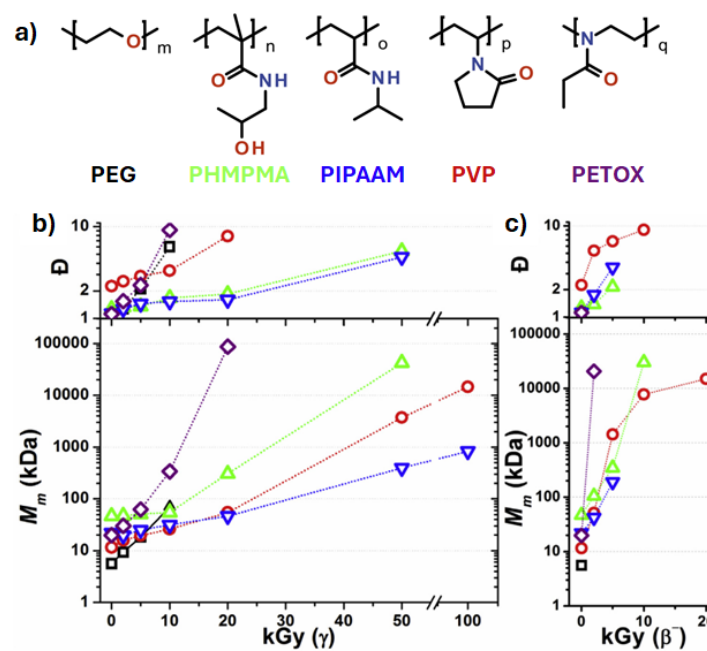 a)
O
m
n
O
NH
OH
o
O
NH
p
N
O
N
q
O
PEG PHMPMA PIPAAM PVP PETOX
b)
c)
10
Đ
2
1
10
Đ
2
1
100000
10000
1000
100
10
1
Mm (kDa)
0 10 20 30 40 50 100
kGy (γ)
100000
10000
1000
100
10
1
Mm (kDa)
0 10 20
kGy (β⁻)